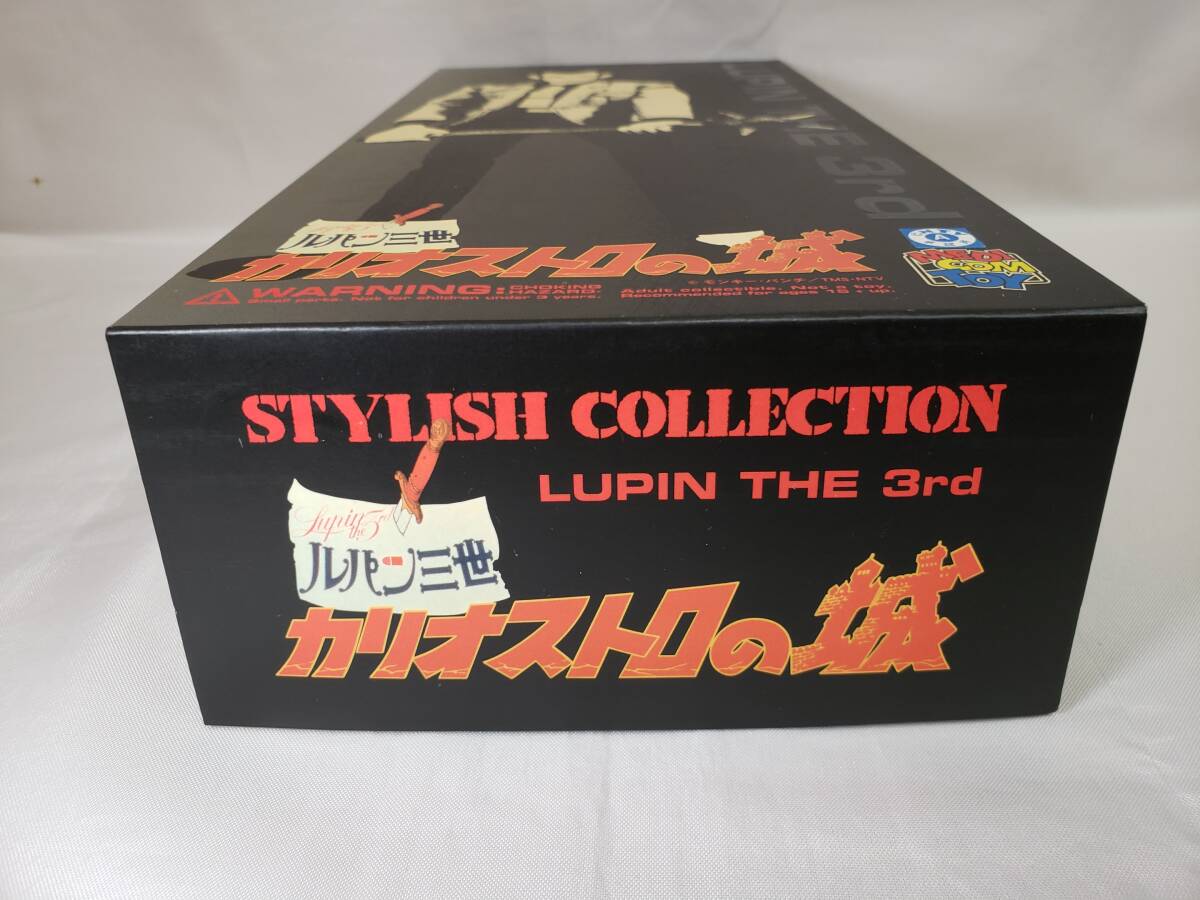 LUPIN THE 3rd
ルパン三世
カリオストロの城
WARNING: CHOKING HAZARD
small parts. Not for children under 3 years.
© モンキー・パンチ/TMS・NTV
Adult collectible. Not a toy.
Recommended for ages 15 + up.
MEDICOM
TOY
STYLISH COLLECTION
LUPIN THE 3rd
Lupin the 3rd
ルパン三世
カリオストロの城